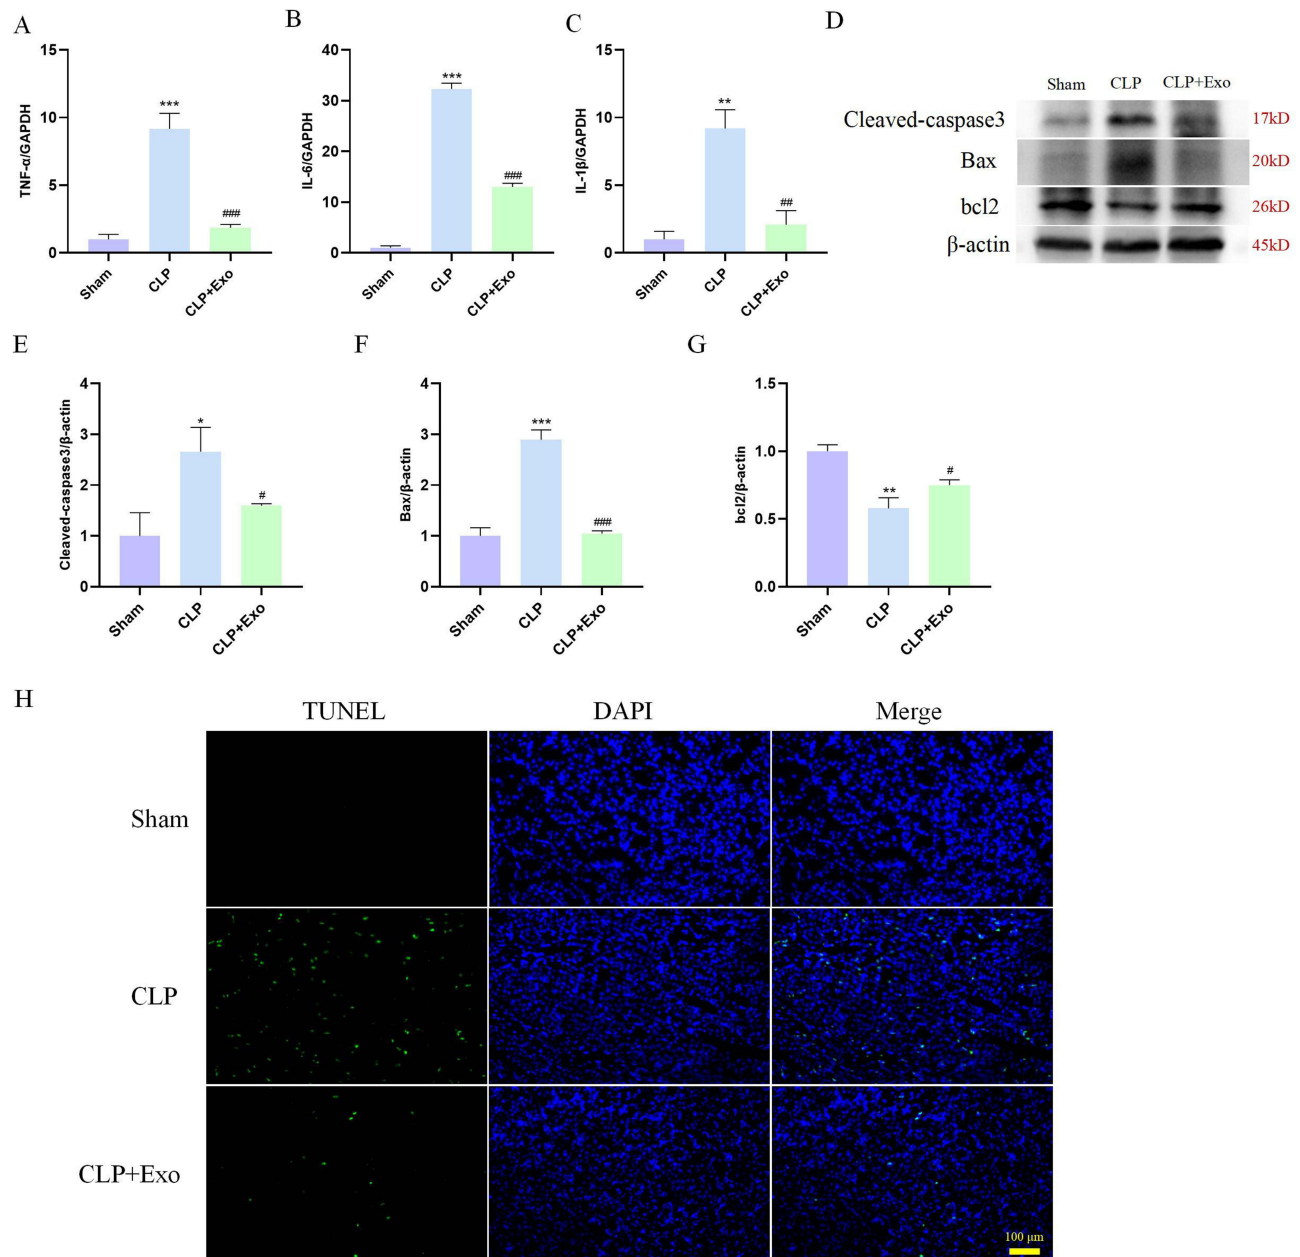 A
B
C
D
15
10
5
0
TNF-α/GAPDH
***
###
Sham
CLP
CLP+Exo
40
30
20
10
0
IL-6/GAPDH
***
###
Sham
CLP
CLP+Exo
15
10
5
0
IL-1β/GAPDH
**
##
Sham
CLP
CLP+Exo
Sham CLP CLP+Exo
Cleaved-caspase3 17kD
Bax 20kD
bcl2 26kD
β-actin 45kD
E
F
G
4
3
2
1
0
Cleaved-caspase3/β-actin
*
#
Sham
CLP
CLP+Exo
4
3
2
1
0
Bax/β-actin
***
###
Sham
CLP
CLP+Exo
1.5
1.0
0.5
0.0
bcl2/β-actin
**
#
Sham
CLP
CLP+Exo
H
TUNEL DAPI Merge
Sham
CLP
CLP+Exo
100 μm